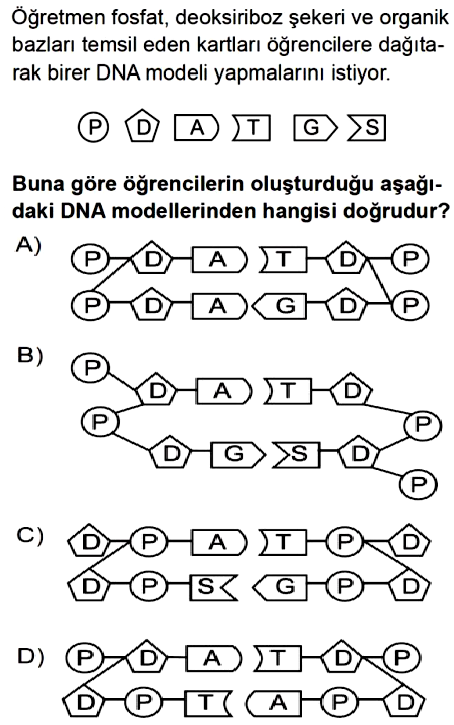 Öğretmen fosfat, deoksiriboz şekeri ve organik
bazları temsil eden kartları öğrencilere dağıta-
rak birer DNA modeli yapmalarını istiyor.
P D A T G S
Buna göre öğrencilerin oluşturduğu aşağı-
daki DNA modellerinden hangisi doğrudur?
A)
P D A T D P
P D A G D P
B)
P
D A T D
P P
D G S D
P
C)
D P A T P D
D P S G P D
D)
P D A T D P
D P T A P D